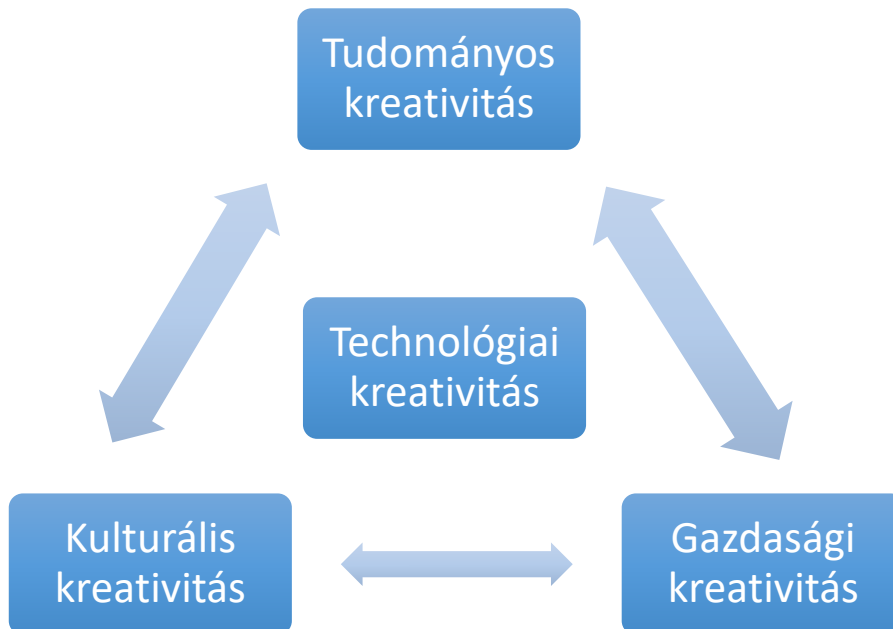 Tudományos
kreativitás
Technológiai
kreativitás
Kulturális
kreativitás
Gazdasági
kreativitás